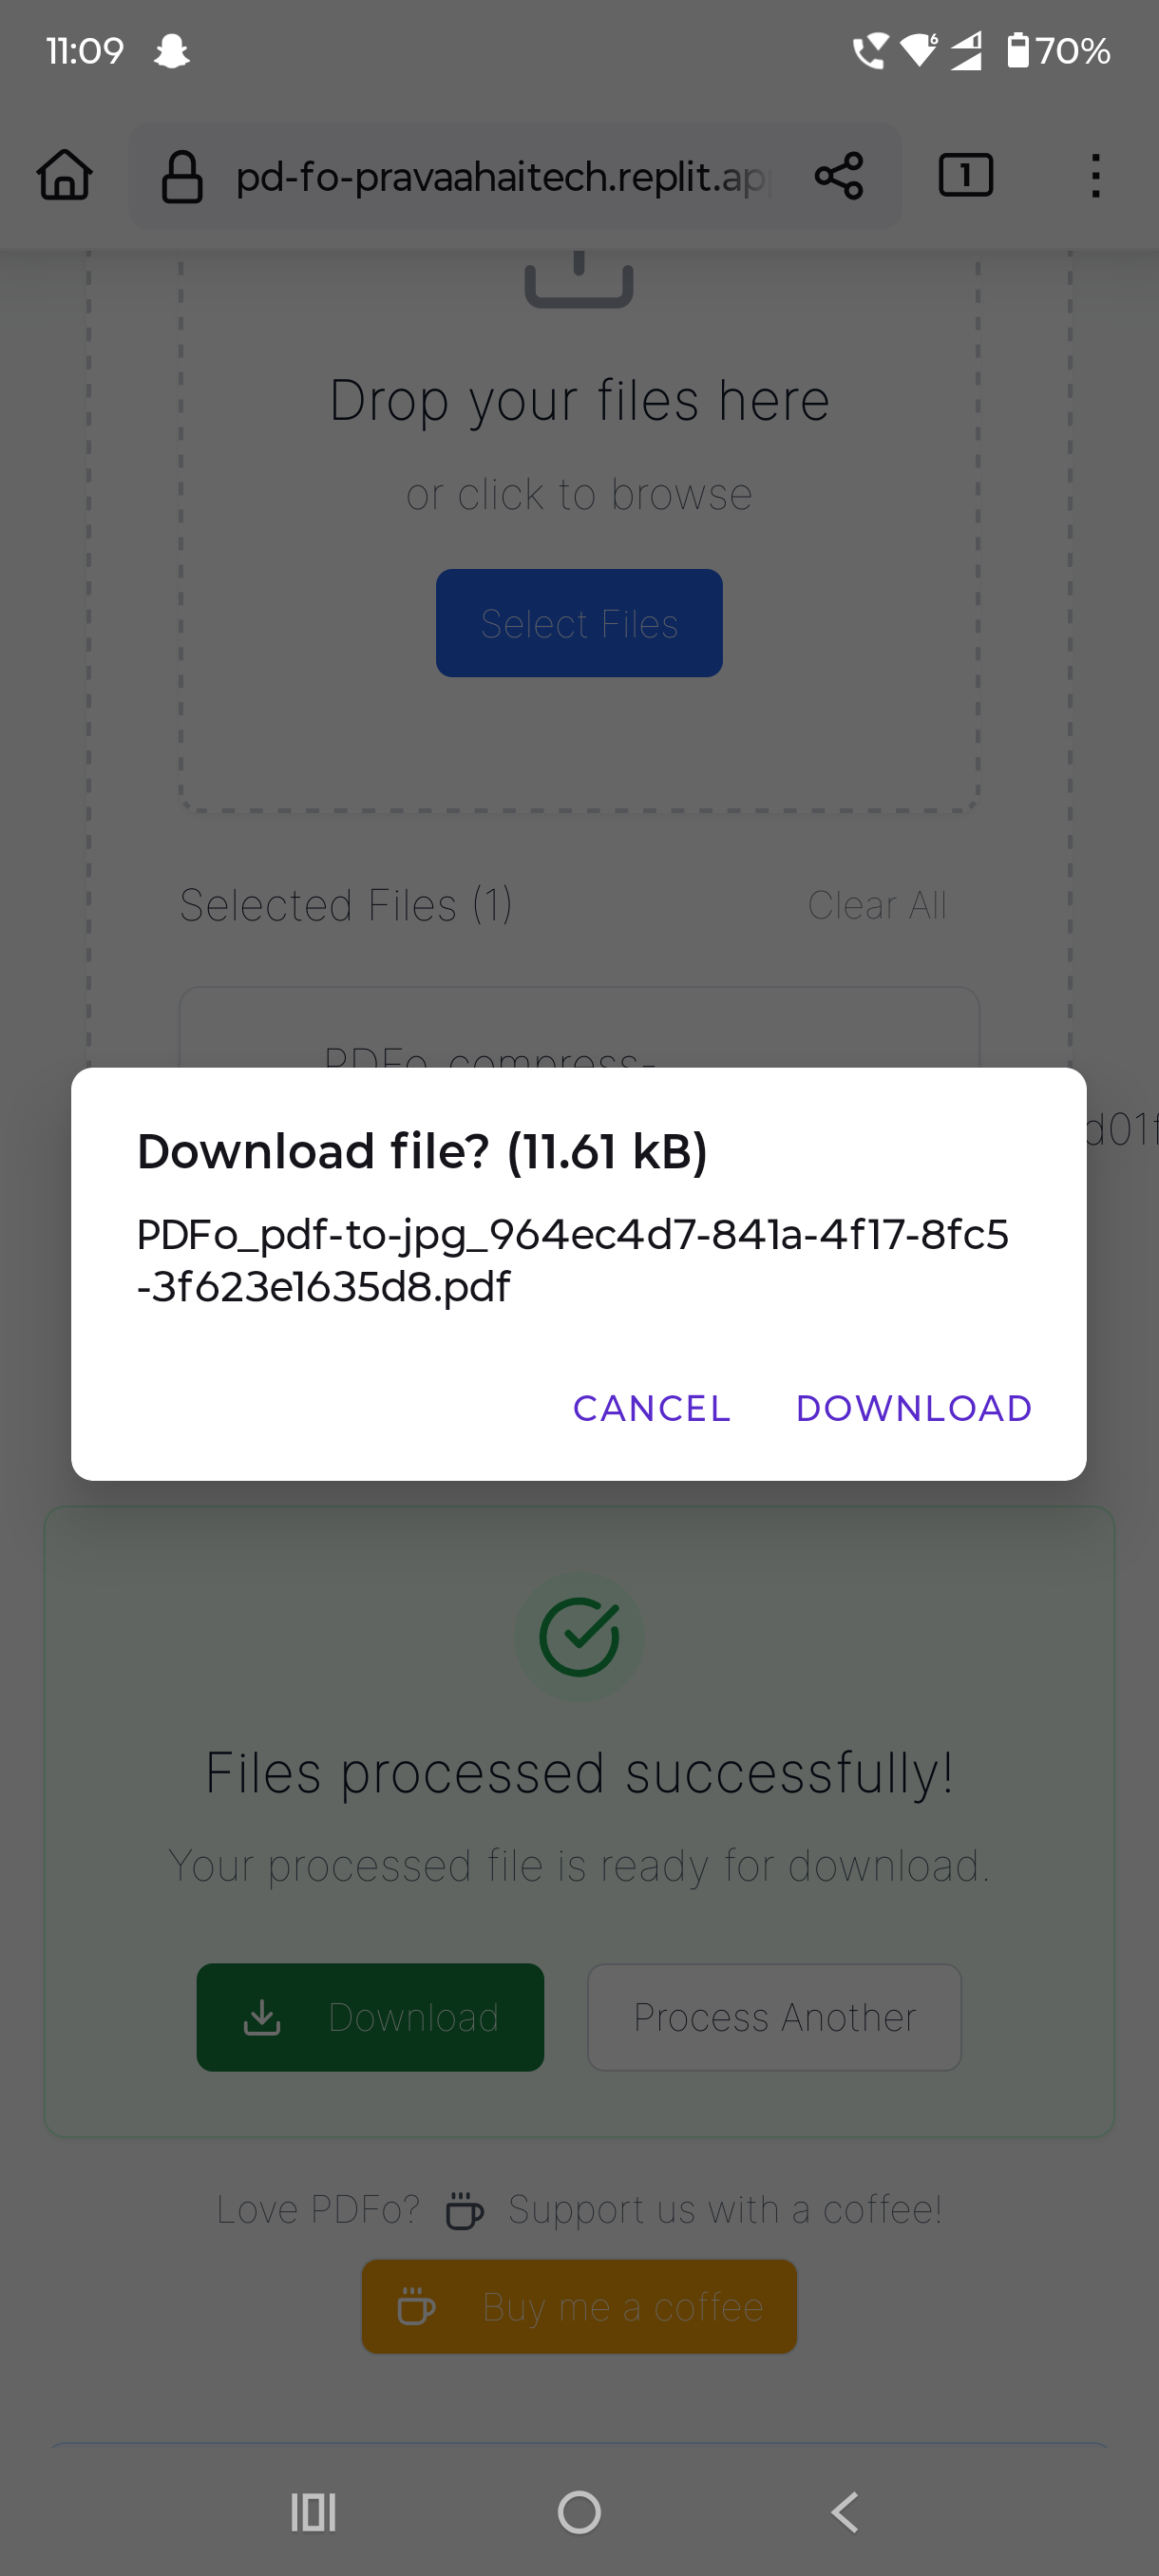 11:09
6
70%
pd-fo-pravaahaitech.replit.ap
1
Drop your files here
or click to browse
Select Files
Selected Files (1)
Clear All
PDFo_compress-
d01f
Download file? (11.61 kB)
PDFo_pdf-to-jpg_964ec4d7-841a-4f17-8fc5
-3f623e1635d8.pdf
CANCEL
DOWNLOAD
Files processed successfully!
Your processed file is ready for download.
Download
Process Another
Love PDFo? Support us with a coffee!
Buy me a coffee